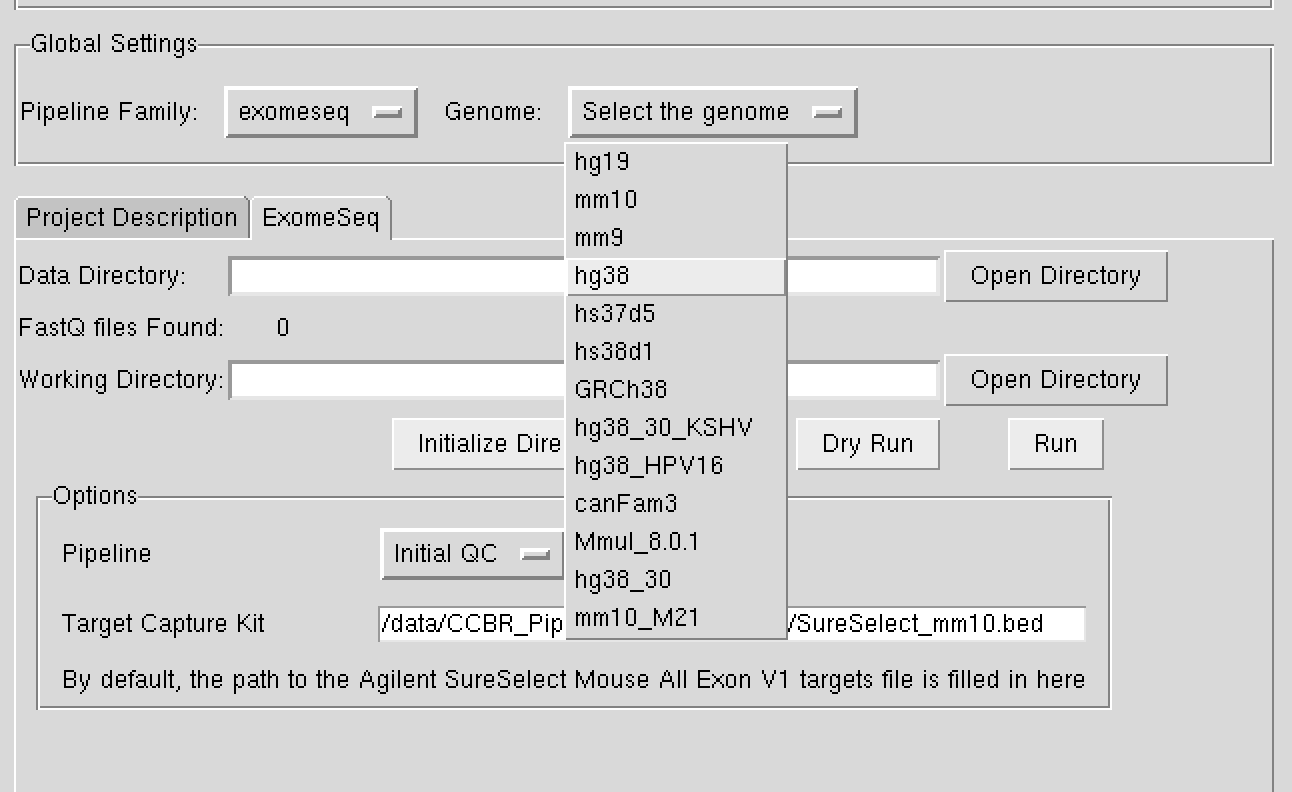 Global Settings
Pipeline Family: exomeseq Genome: Select the genome
hg19
mm10
mm9
hg38
hs37d5
hs38d1
GRCh38
hg38_30_KSHV
hg38_HPV16
canFam3
Mmul_8.0.1
hg38_30
mm10_M21
Project Description ExomeSeq
Data Directory: Open Directory
FastQ files Found: 0
Working Directory: Open Directory
Initialize Dire Dry Run Run
Options
Pipeline Initial QC
Target Capture Kit /data/CCBR_Pip /SureSelect_mm10.bed
By default, the path to the Agilent SureSelect Mouse All Exon V1 targets file is filled in here